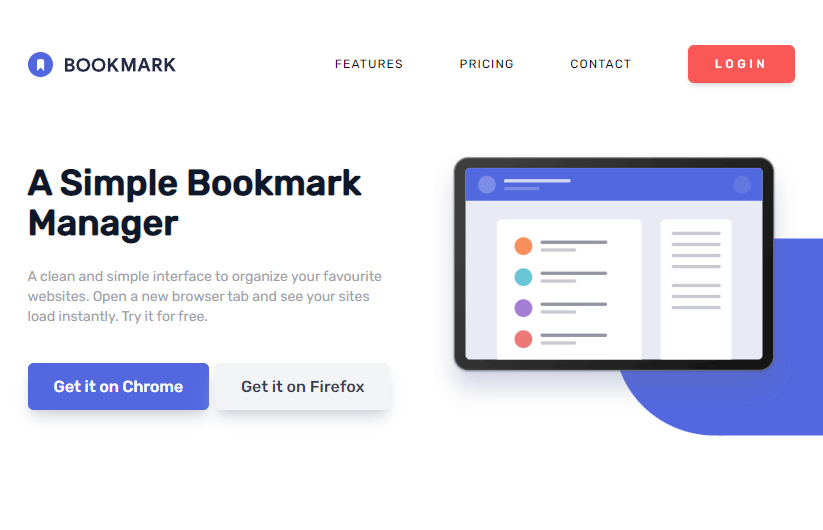 BOOKMARK
FEATURES
PRICING
CONTACT
LOGIN
A Simple Bookmark
Manager
A clean and simple interface to organize your favourite
websites. Open a new browser tab and see your sites
load instantly. Try it for free.
Get it on Chrome
Get it on Firefox